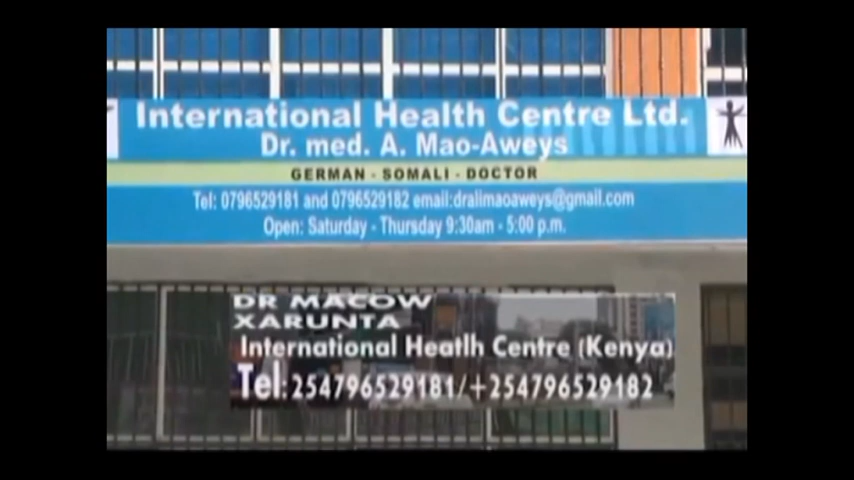 International Health Centre Ltd.
Dr. med. A. Mao-Aweys
GERMAN - SOMALI - DOCTOR
Tel: 0796529181 and 0796529182 email:dralimaoaweys@gmail.com
Open: Saturday - Thursday 9:30am - 5:00 p.m.
DR MACOW
XARUNTA
International Heatlh Centre (Kenya)
Tel:254796529181/+254796529182